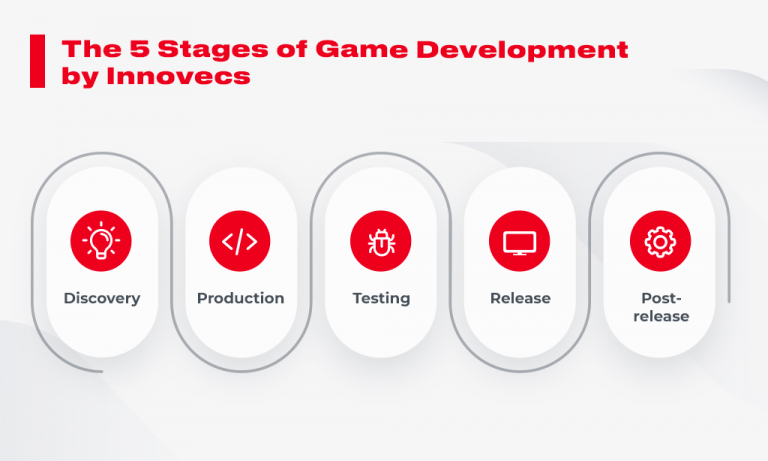 The 5 Stages of Game Development
by Innovecs
Discovery
Production
Testing
Release
Post-
release